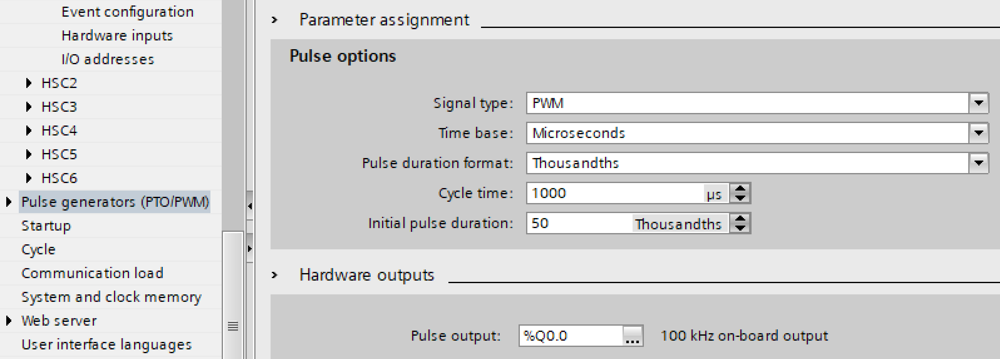 Event configuration
Hardware inputs
I/O addresses
HSC2
HSC3
HSC4
HSC5
HSC6
Pulse generators (PTO/PWM)
Startup
Cycle
Communication load
System and clock memory
Web server
User interface languages
Parameter assignment
Pulse options
Signal type: PWM
Time base: Microseconds
Pulse duration format: Thousandths
Cycle time: 1000 µs
Initial pulse duration: 50 Thousandths
Hardware outputs
Pulse output: %Q0.0 ... 100 kHz on-board output